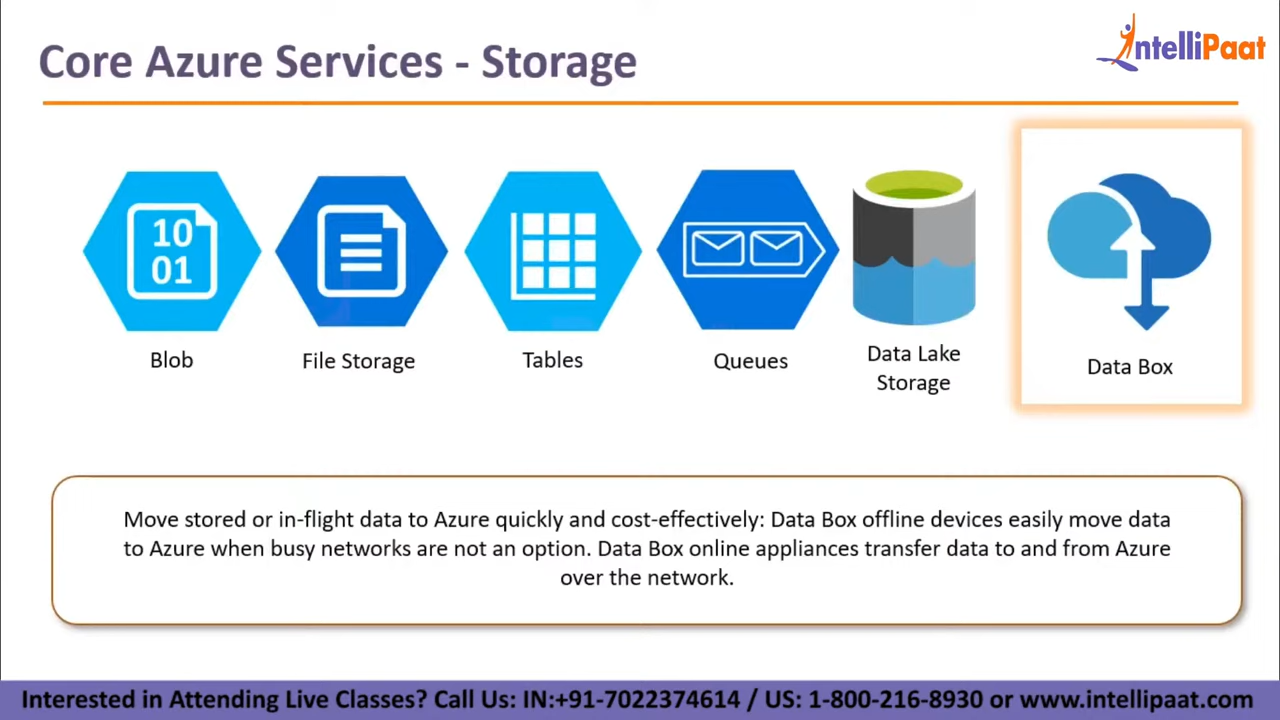 Core Azure Services - Storage
IntelliPaat
10
01
Blob
File Storage
Tables
Queues
Data Lake
Storage
Data Box
Move stored or in-flight data to Azure quickly and cost-effectively: Data Box offline devices easily move data
to Azure when busy networks are not an option. Data Box online appliances transfer data to and from Azure
over the network.
Interested in Attending Live Classes? Call Us: IN:+91-7022374614 / US: 1-800-216-8930 or www.intellipaat.com